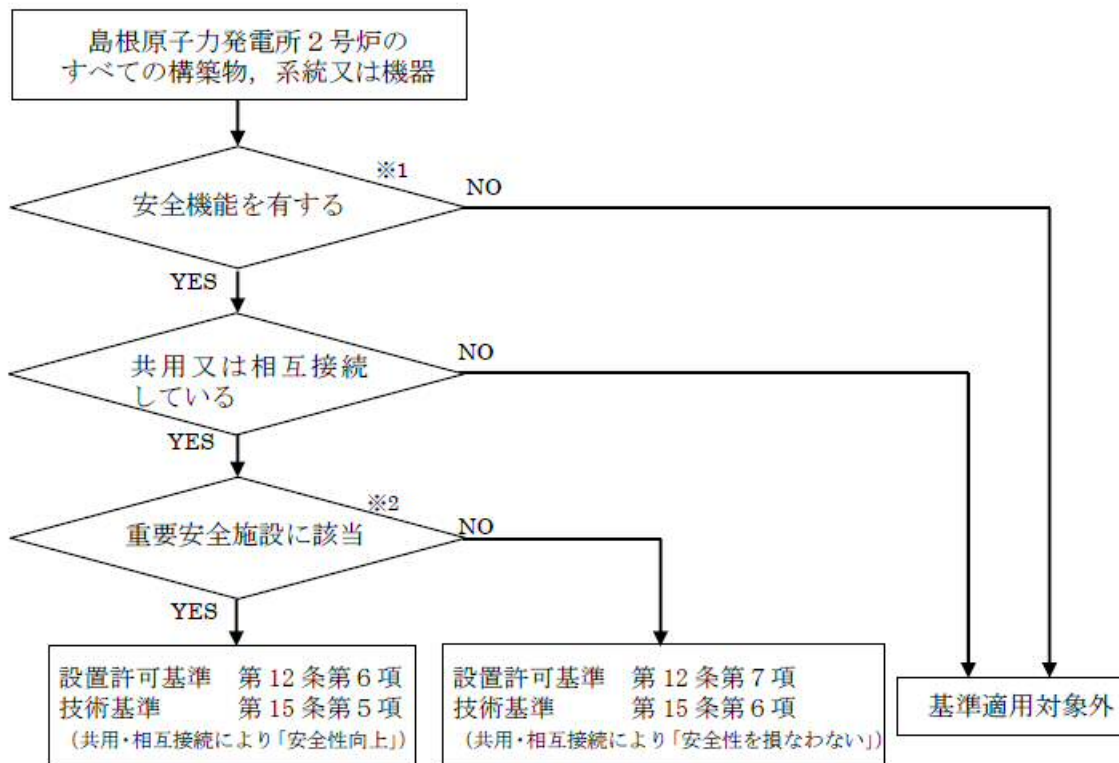 島根原子力発電所2号炉の
すべての構築物，系統又は機器
※1
安全機能を有する
NO
YES
共用又は相互接続
している
NO
YES
※2
重要安全施設に該当
NO
YES
設置許可基準　第12条第6項
技術基準　第15条第5項
（共用・相互接続により「安全性向上」）
設置許可基準　第12条第7項
技術基準　第15条第6項
（共用・相互接続により「安全性を損なわない」）
基準適用対象外